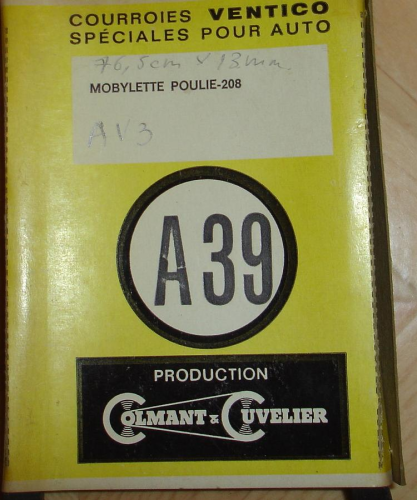 COURROIES VENTICO
SPÉCIALES POUR AUTO
76,5cm x 13mm.
MOBYLETTE POULIE-208
AV3
A39
PRODUCTION
COLMANT & CUVELIER